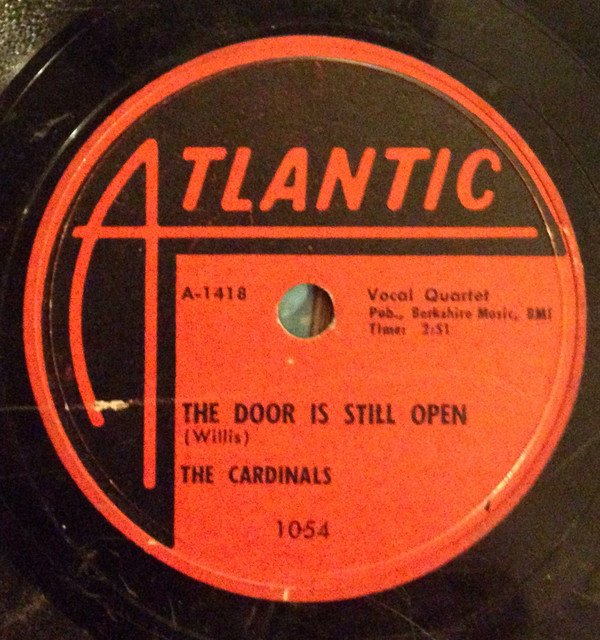 ATLANTIC
A-1418
Vocal Quartet
Pub., Berkshire Music, BMI
Time: 2:51
THE DOOR IS STILL OPEN
(Willis)
THE CARDINALS
1054